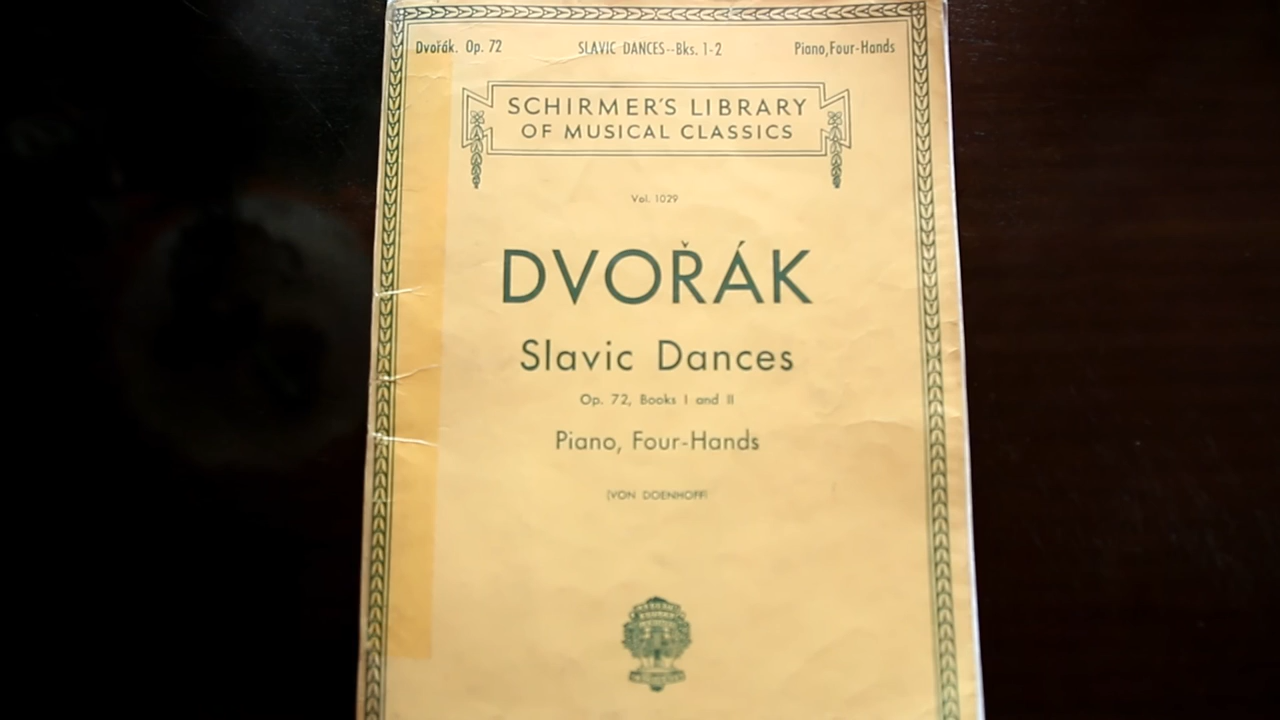 Dvořák. Op. 72 SLAVIC DANCES--Bks. 1-2 Piano, Four-Hands
SCHIRMER'S LIBRARY
OF MUSICAL CLASSICS
Vol. 1029
DVOŘÁK
Slavic Dances
Op. 72, Books I and II
Piano, Four-Hands
(VON DOENHOFF)